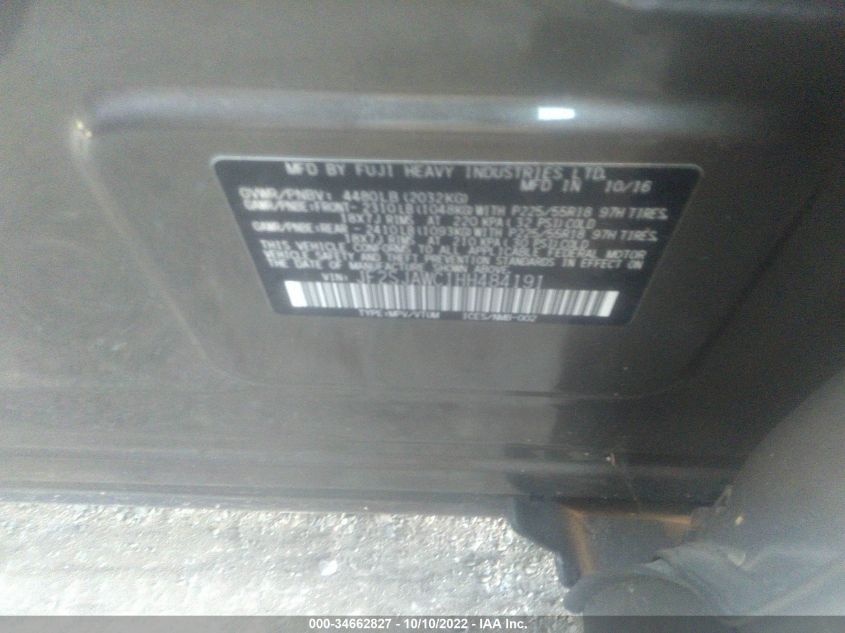 MFD BY FUJI HEAVY INDUSTRIES LTD.
MFD IN 10/16
GVWR/PNBV: 4480LB(2032KG)
GAWR/PNBE:FRONT- 2310LB(1048KG)WITH P225/55R18 97H TIRES,
18X7J RIMS, AT 220 KPA( 32 PSI)COLD
GAWR/PNBE:REAR -2410LB(1093KG)WITH P225/55R18 97H TIRES,
18X7J RIMS, AT 210 KPA( 30 PSI)COLD
THIS VEHICLE CONFORMS TO ALL APPLICABLE FEDERAL MOTOR
VEHICLE SAFETY AND THEFT PREVENTION STANDARDS IN EFFECT ON
THE DATE OF MANUFACTURE SHOWN ABOVE.
VIN:
TYPE:MPV/VTUM ICES/NMB-002
000-34662827 - 10/10/2022 - IAA Inc.